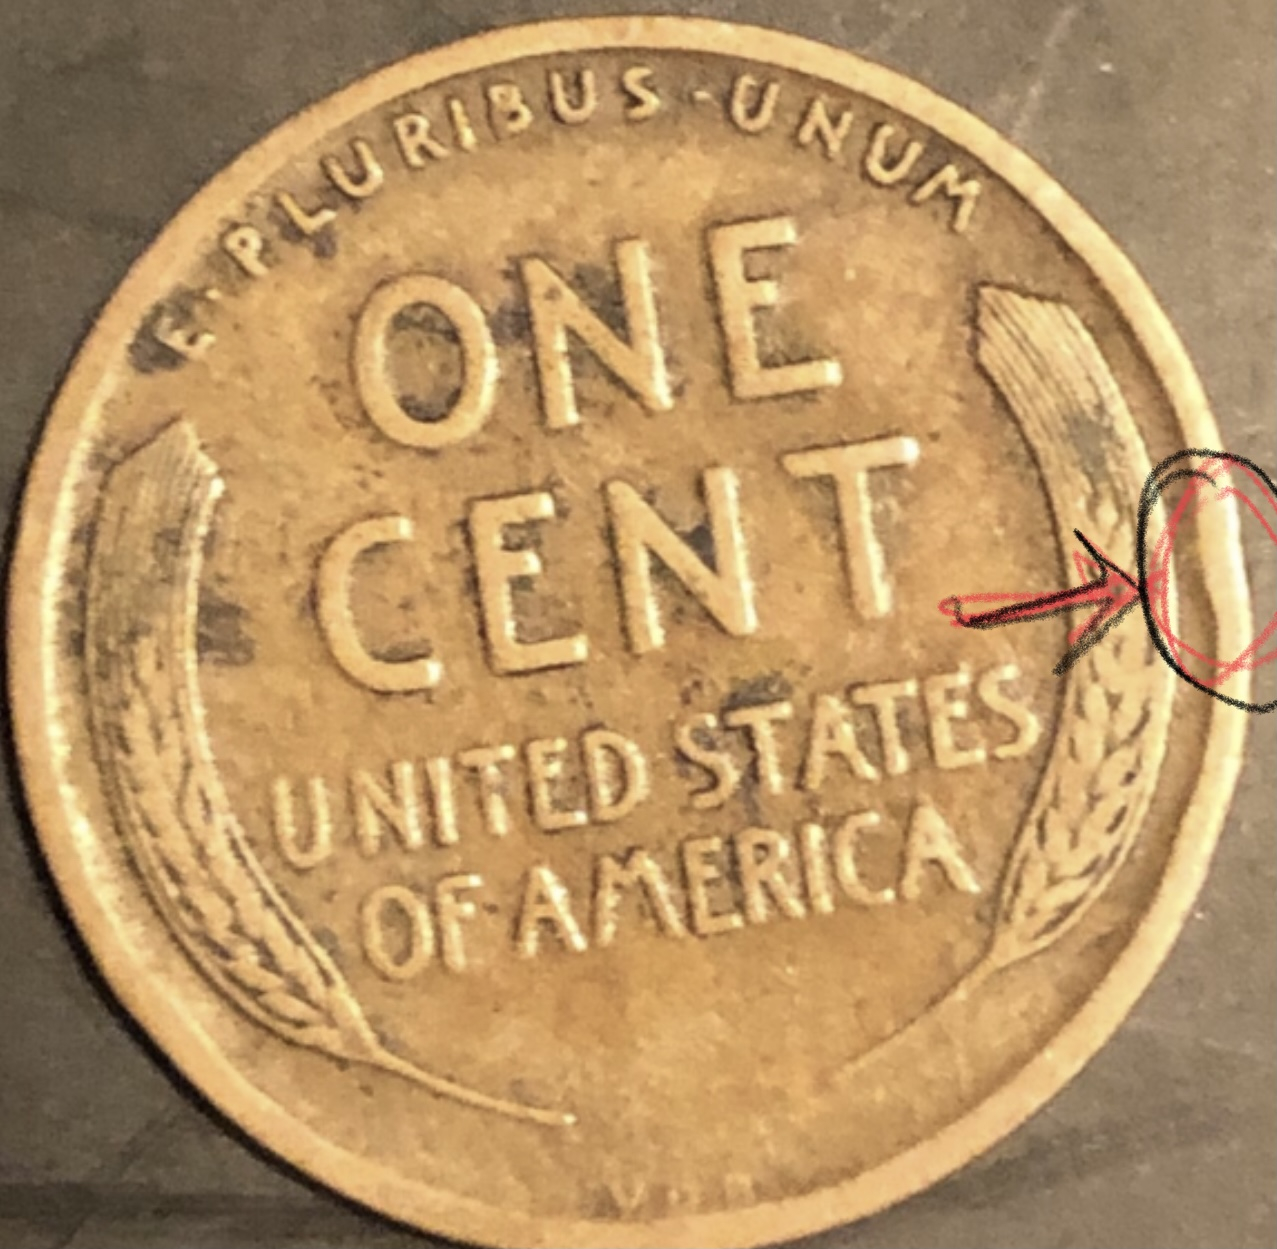 E·PLURIBUS·UNUM
ONE
CENT
UNITED STATES
OF·AMERICA
V.D.B.